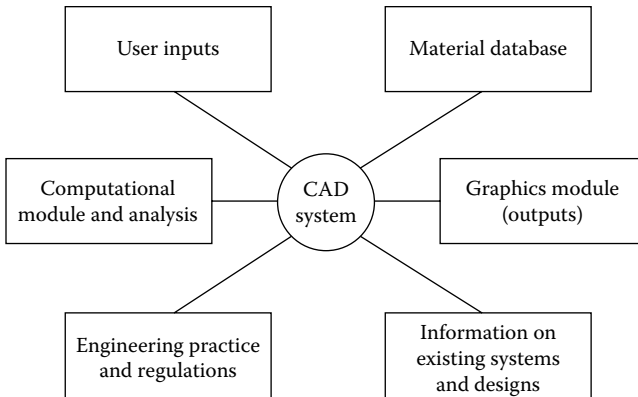 User inputs
Material database
Computational
module and analysis
CAD
system
Graphics module
(outputs)
Engineering practice
and regulations
Information on
existing systems
and designs